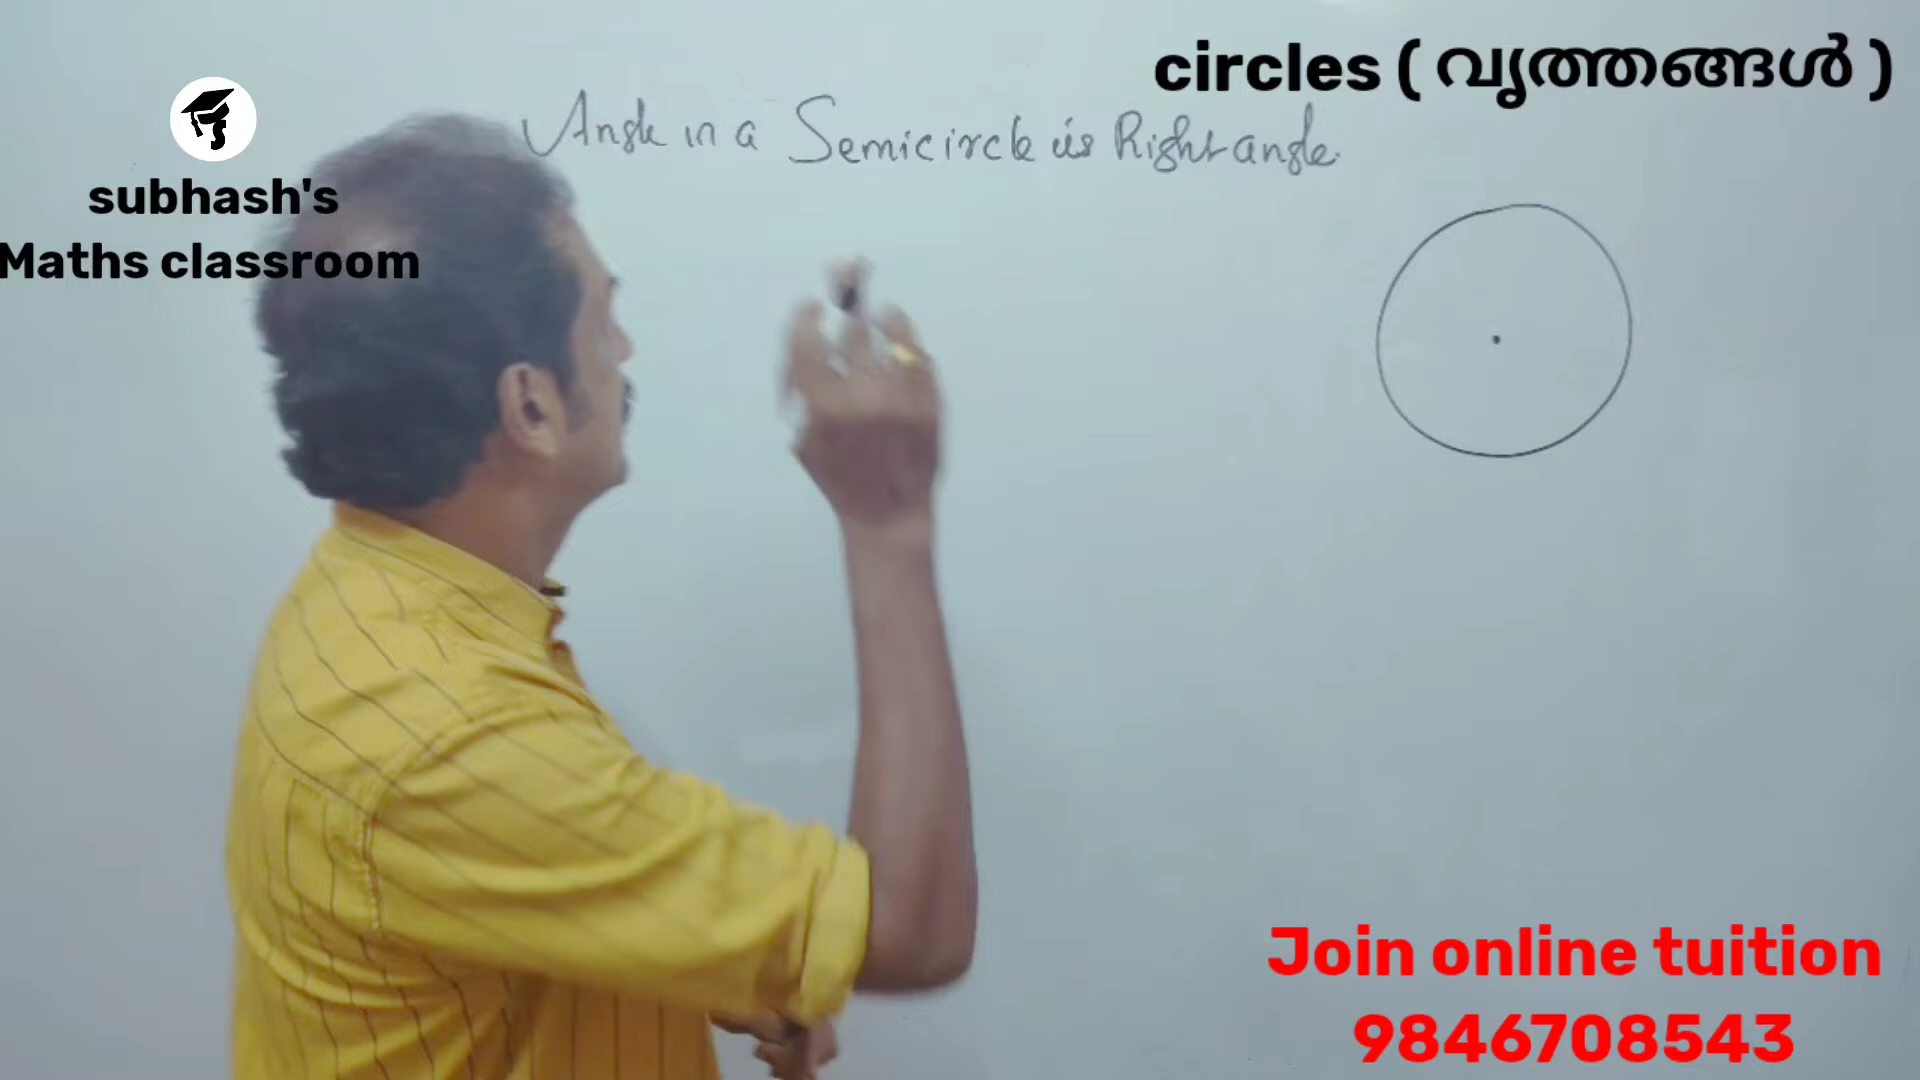 circles ( വൃത്തങ്ങൾ )
Angle in a Semicircle is Right angle.
subhash's
Maths classroom
Join online tuition
9846708543